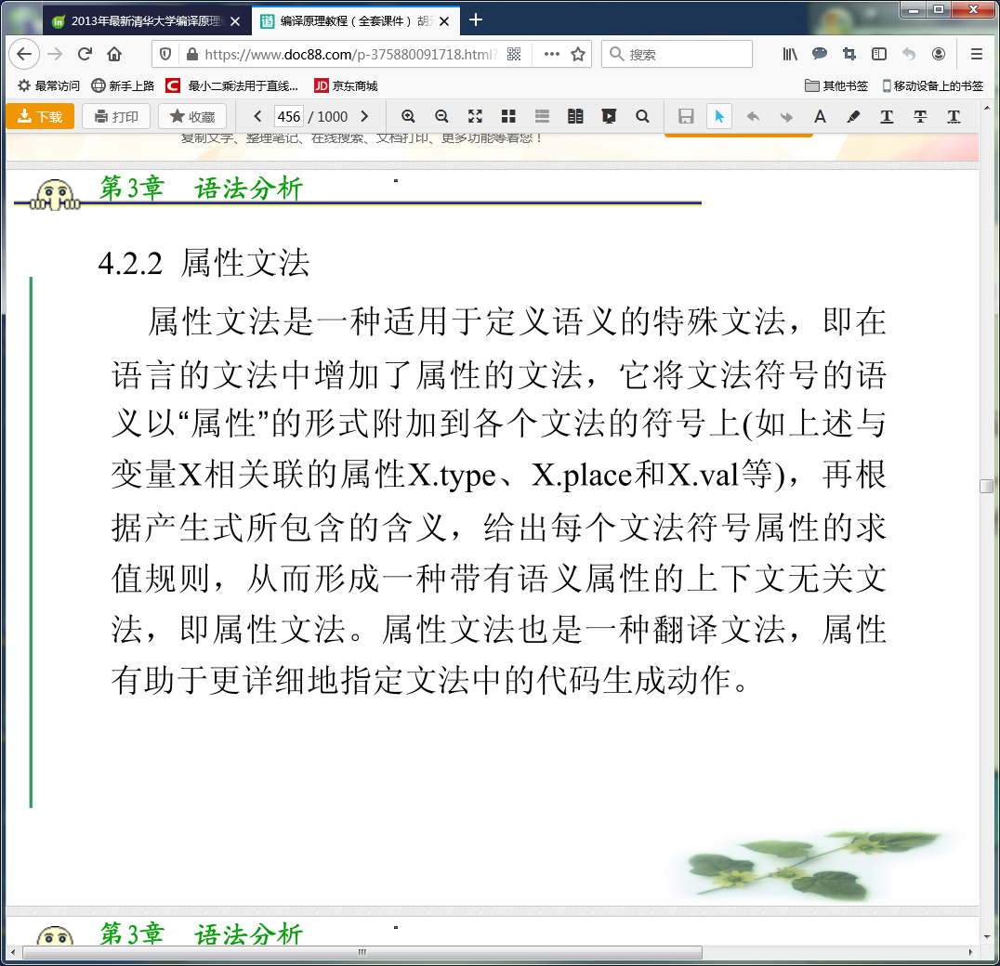 2013年最新清华大学编译原理
编译原理教程（全套课件）胡
https://www.doc88.com/p-375880091718.html?
搜索
最常访问 新手上路 最小二乘法用于直线... JD 京东商城 其他书签 移动设备上的书签
下载 打印 收藏 456 / 1000
复制文字、整理笔记、在线搜索、文档打印、更多功能等着您！
第3章 语法分析
4.2.2 属性文法
属性文法是一种适用于定义语义的特殊文法，即在
语言的文法中增加了属性的文法，它将文法符号的语
义以“属性”的形式附加到各个文法的符号上(如上述与
变量X相关联的属性X.type、X.place和X.val等)，再根
据产生式所包含的含义，给出每个文法符号属性的求
值规则，从而形成一种带有语义属性的上下文无关文
法，即属性文法。属性文法也是一种翻译文法，属性
有助于更详细地指定文法中的代码生成动作。
第3章 语法分析